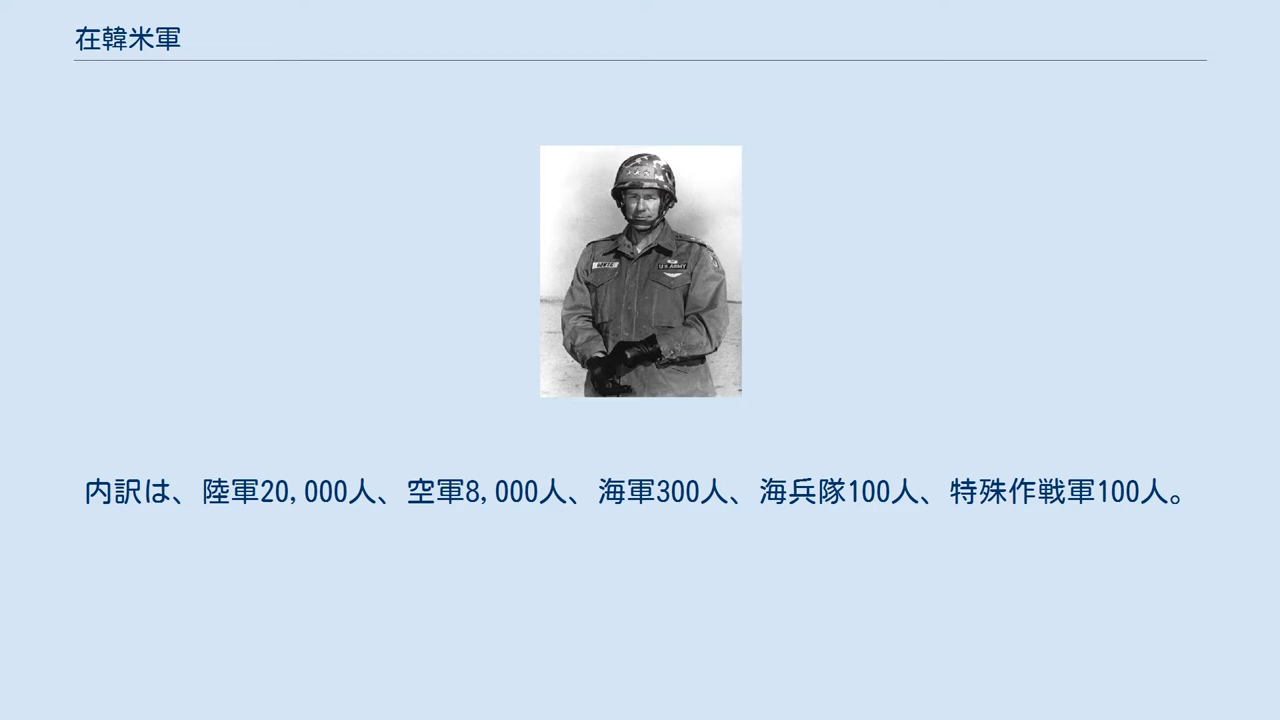 在韓米軍
U.S. ARMY
内訳は、陸軍20,000人、空軍8,000人、海軍300人、海兵隊100人、特殊作戦軍100人。